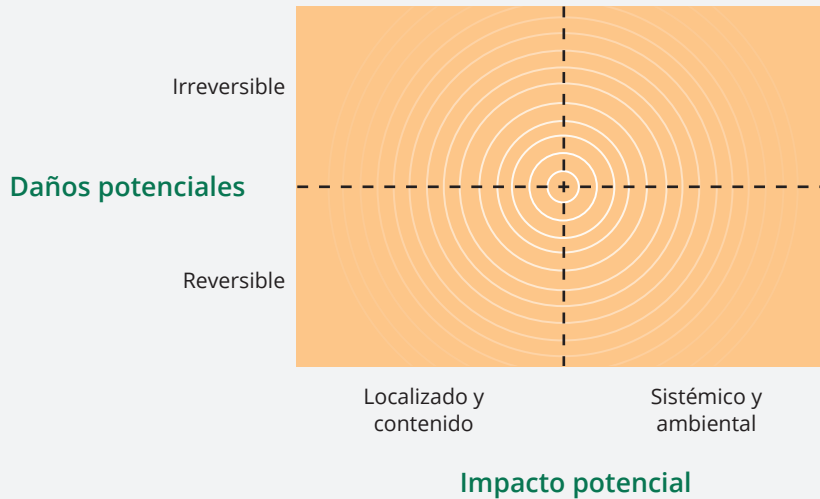 Irreversible
Daños potenciales
Reversible
Localizado y
contenido
Sistémico y
ambiental
Impacto potencial